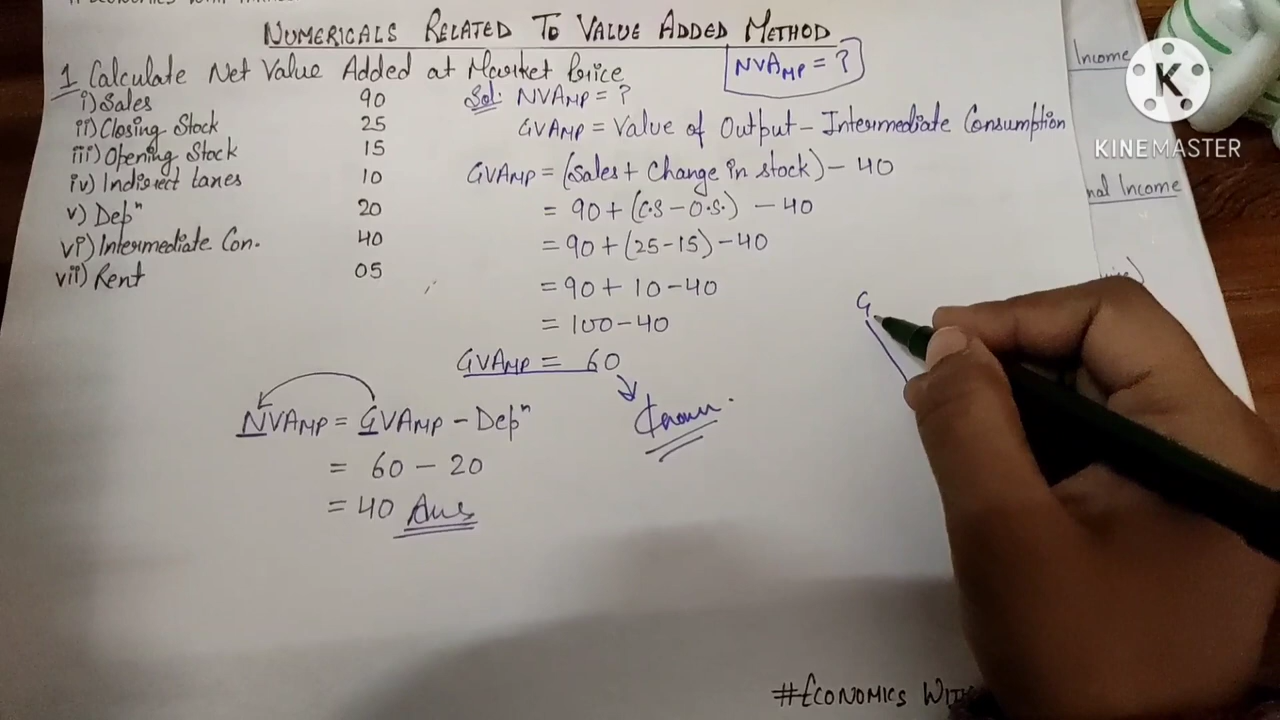 NUMERICALS RELATED TO VALUE ADDED METHOD
1. Calculate Net Value Added at Market Price
NVAMP = ?
i) Sales 90
ii) Closing Stock 25
iii) Opening Stock 15
iv) Indirect taxes 10
v) Depⁿ 20
vi) Intermediate Con. 40
vii) Rent 05
Sol: NVAMP = ?
GVAMP = Value of Output - Intermediate Consumption
GVAMP = (Sales + Change in stock) - 40
= 90 + (C.S - O.S.) - 40
= 90 + (25 - 15) - 40
= 90 + 10 - 40
= 100 - 40
GVAMP = 60
Known.
NVAMP = GVAMP - Depⁿ
= 60 - 20
= 40 Ans
G
#ECONOMICS
Income
nal Income
KINEMASTER